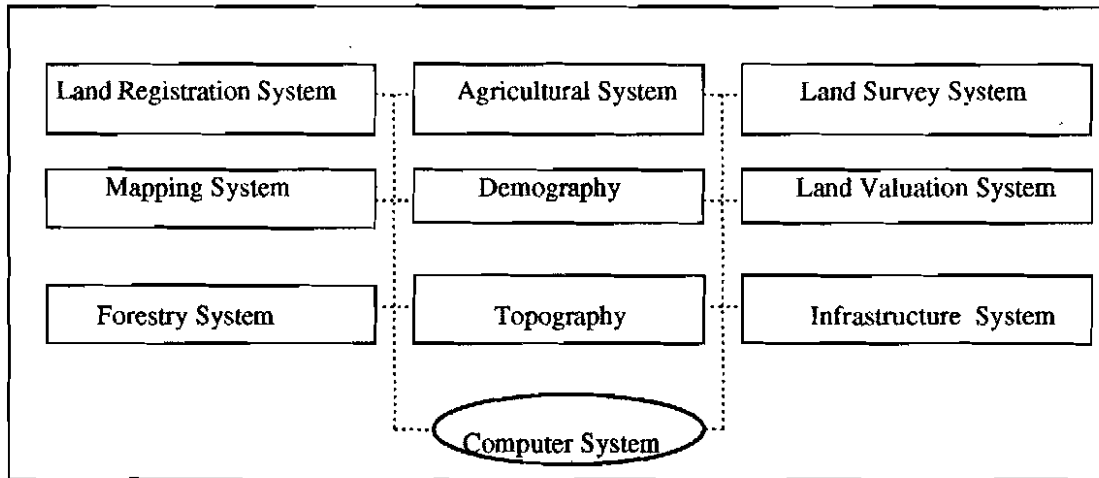 Land Registration System
Agricultural System
Land Survey System
Mapping System
Demography
Land Valuation System
Forestry System
Topography
Infrastructure System
Computer System